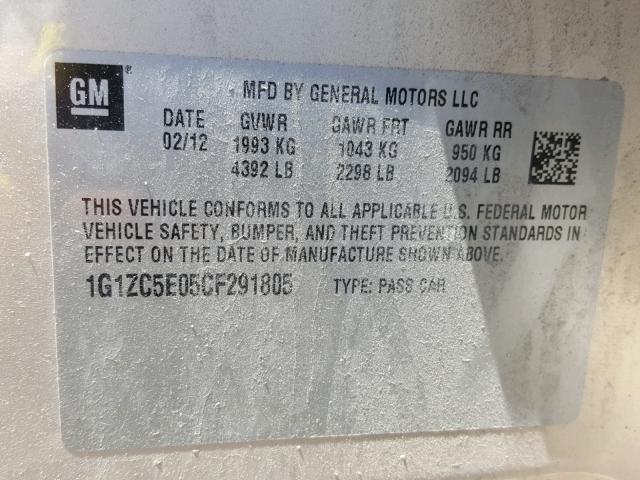 GM ®
MFD BY GENERAL MOTORS LLC
DATE GVWR GAWR FRT GAWR RR
02/12 1993 KG 1043 KG 950 KG
4392 LB 2298 LB 2094 LB
THIS VEHICLE CONFORMS TO ALL APPLICABLE U.S. FEDERAL MOTOR
VEHICLE SAFETY, BUMPER, AND THEFT PREVENTION STANDARDS IN
EFFECT ON THE DATE OF MANUFACTURE SHOWN ABOVE.
1G1ZC5E05CF291805 TYPE: PASS CAR